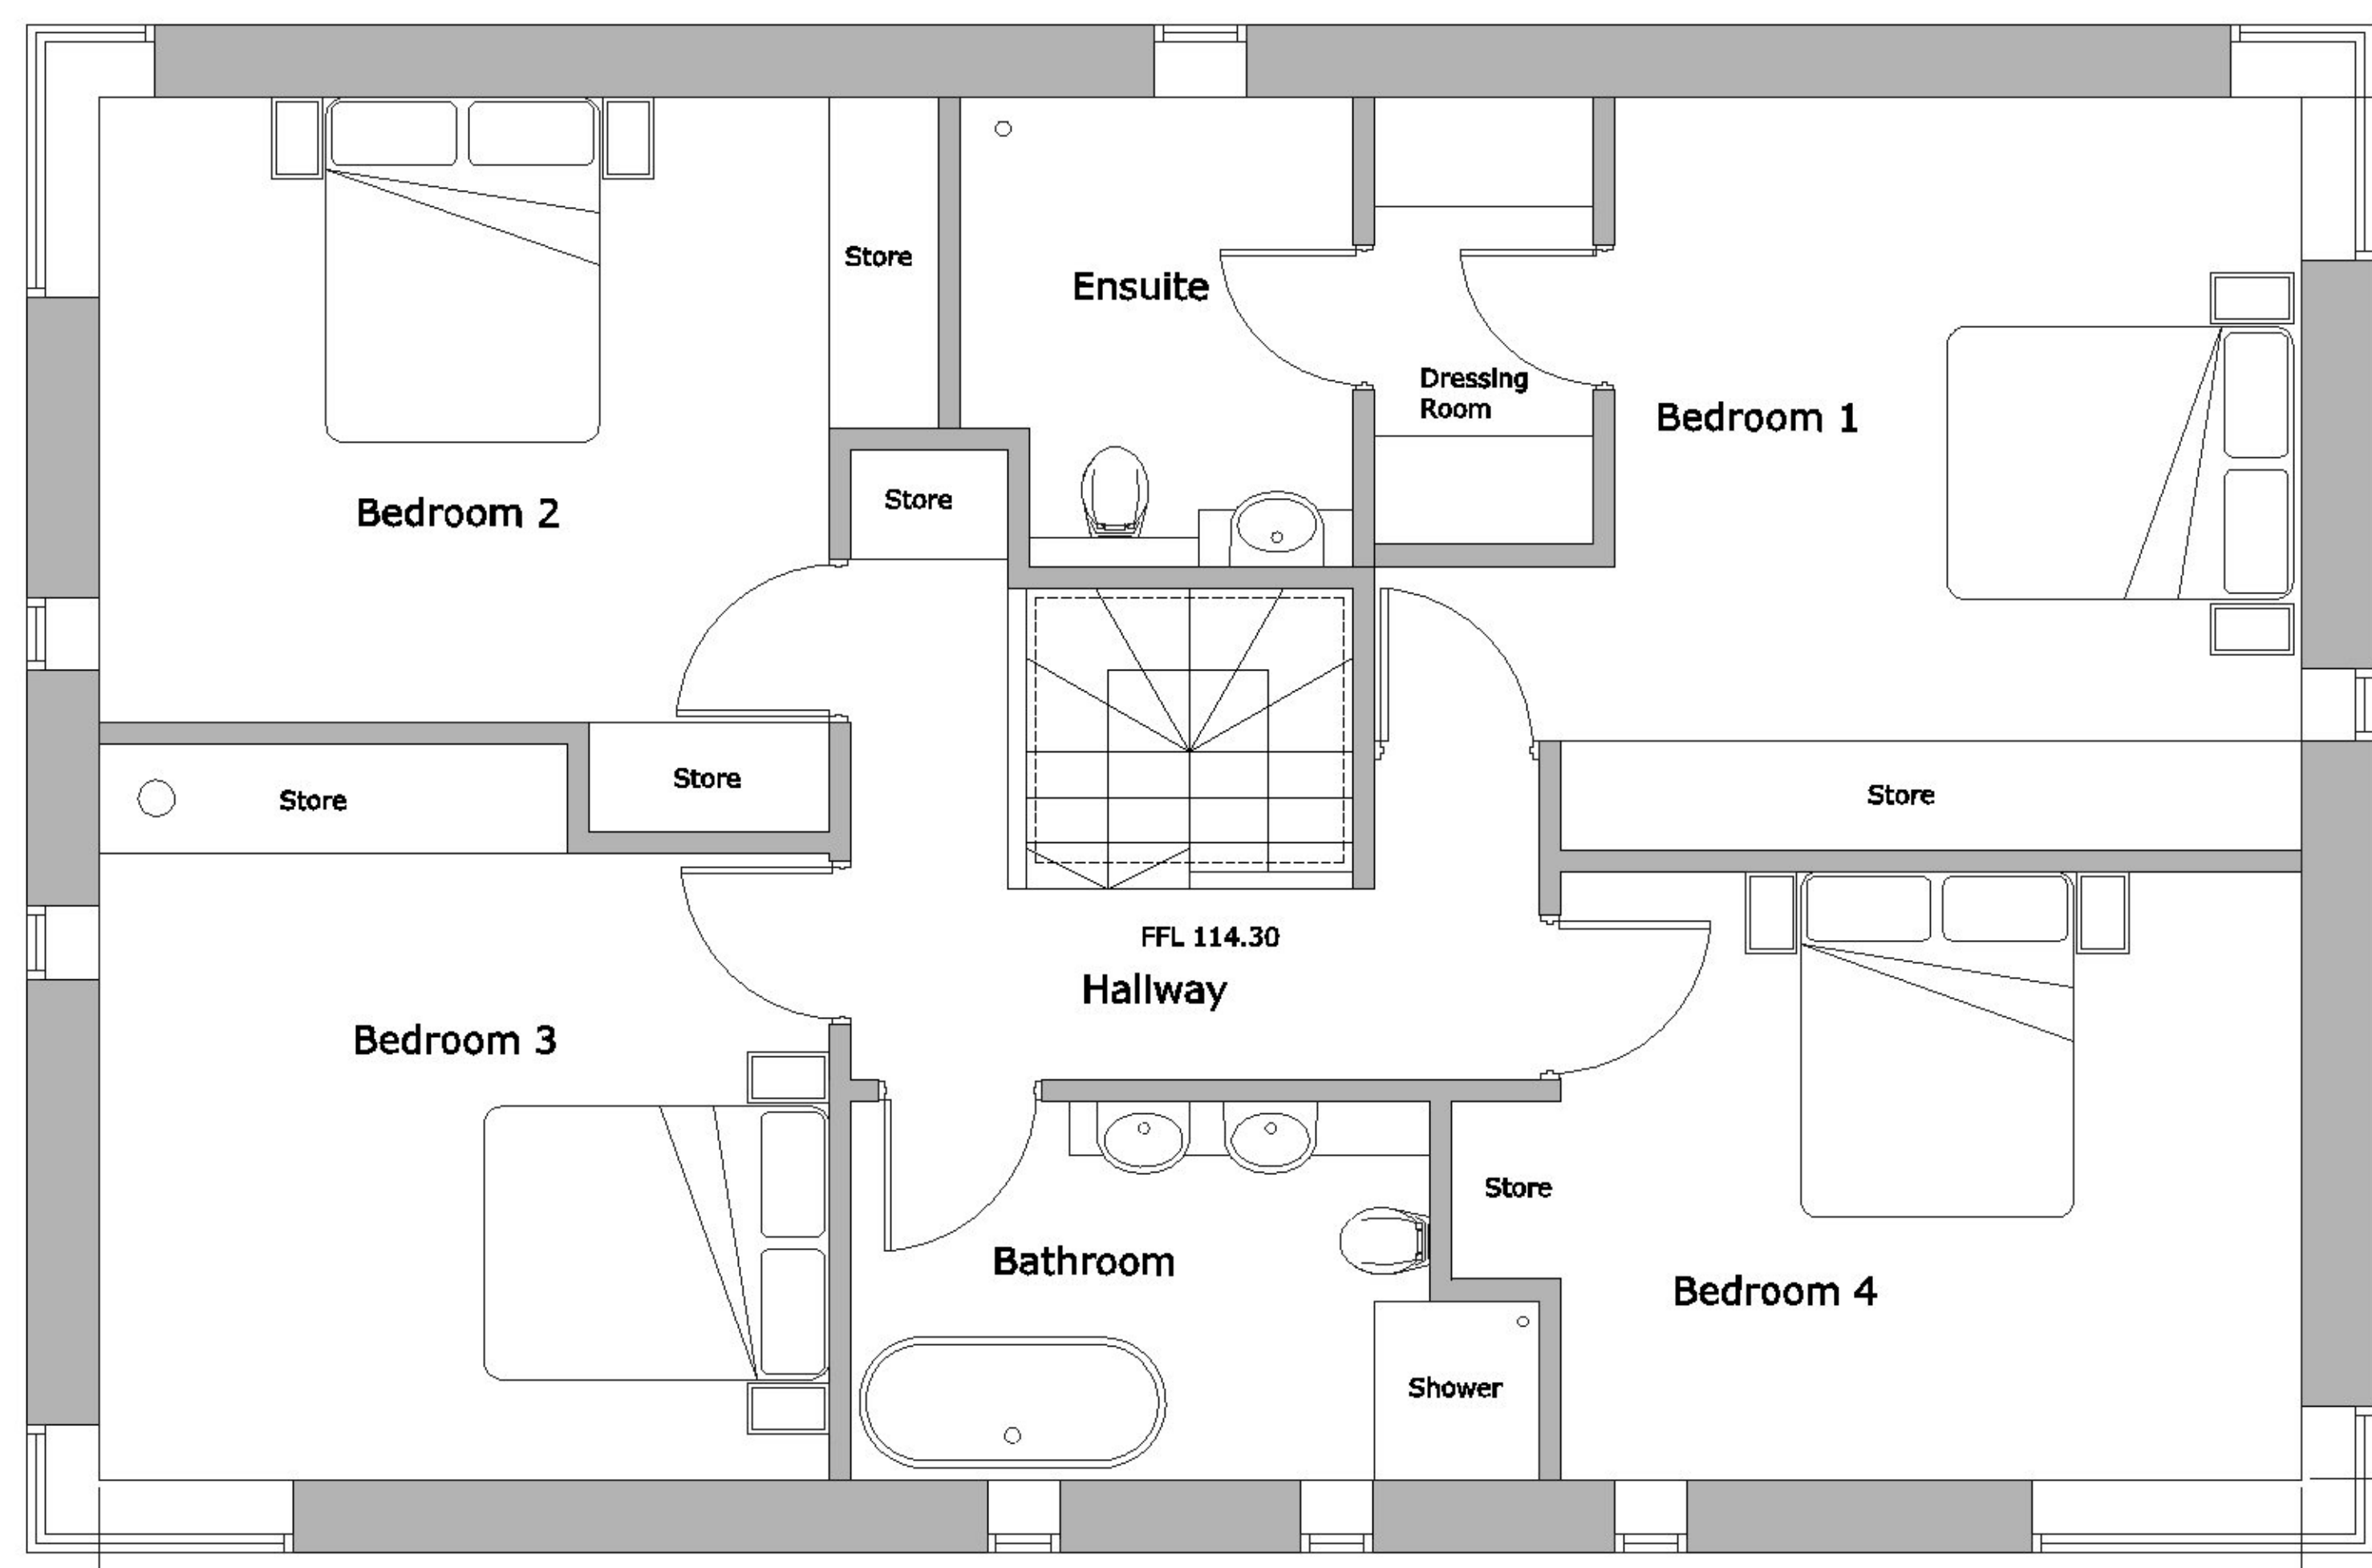 Store
Ensuite
Dressing
Room
Bedroom 1
Bedroom 2
Store
Store
Store
Store
FFL 114.30
Hallway
Bedroom 3
Store
Bathroom
Bedroom 4
Shower